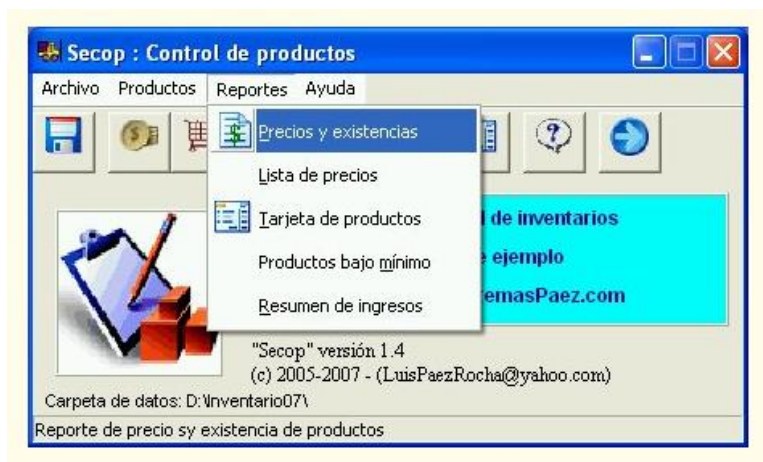 Secop : Control de productos
Archivo Productos Reportes Ayuda
Precios y existencias
Lista de precios
Tarjeta de productos
Productos bajo mínimo
Resumen de ingresos
de inventarios
ejemplo
emasPaez.com
"Secop" versión 1.4
(c) 2005-2007 - (LuisPaezRocha@yahoo.com)
Carpeta de datos: D:\Inventario07\
Reporte de precio sy existencia de productos